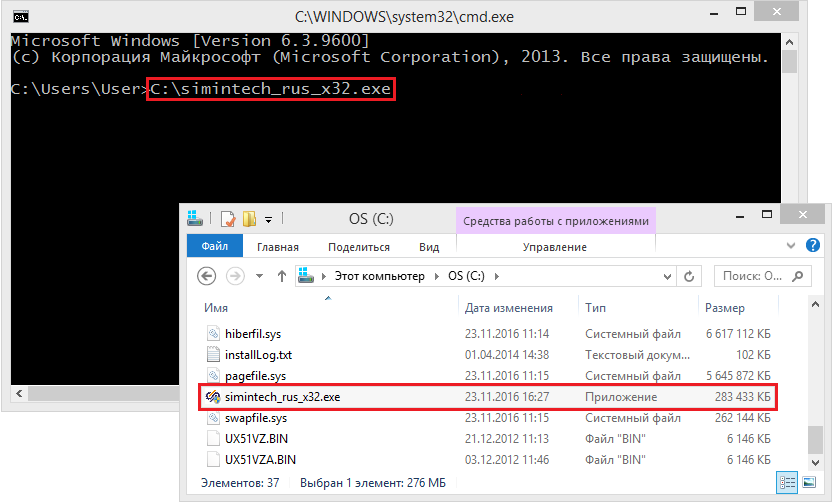 C:\WINDOWS\system32\cmd.exe
Microsoft Windows [Version 6.3.9600]
(c) Корпорация Майкрософт (Microsoft Corporation), 2013. Все права защищены.
C:\Users\User>C:\simintech_rus_x32.exe
OS (C:) Средства работы с приложениями
Файл Главная Поделиться Вид Управление
Этот компьютер OS (C:) Поиск: O...
Имя Дата изменения Тип Размер
hiberfil.sys 23.11.2016 11:14 Системный файл 6 617 112 КБ
installLog.txt 01.04.2014 14:38 Текстовый докум... 102 КБ
pagefile.sys 23.11.2016 11:15 Системный файл 5 645 872 КБ
simintech_rus_x32.exe 23.11.2016 16:27 Приложение 283 433 КБ
swapfile.sys 23.11.2016 11:15 Системный файл 262 144 КБ
UX51VZ.BIN 21.12.2012 11:13 Файл "BIN" 6 146 КБ
UX51VZA.BIN 03.12.2012 11:46 Файл "BIN" 6 146 КБ
Элементов: 37 Выбран 1 элемент: 276 МБ